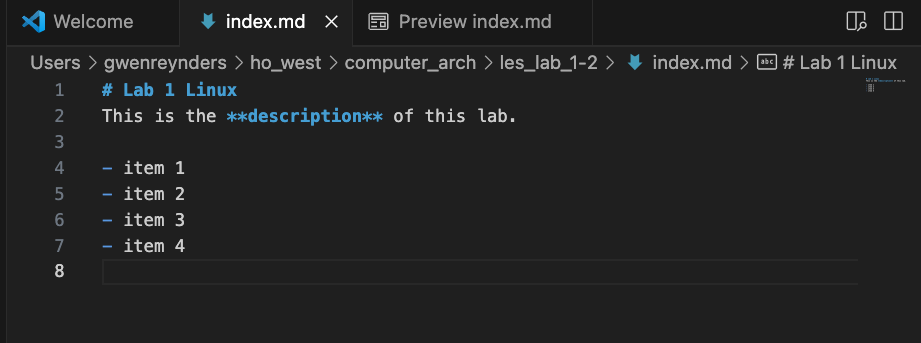 Welcome index.md Preview index.md
Users > gwenreynders > ho_west > computer_arch > les_lab_1-2 > index.md > abc # Lab 1 Linux
1 # Lab 1 Linux
2 This is the **description** of this lab.
3
4 - item 1
5 - item 2
6 - item 3
7 - item 4
8